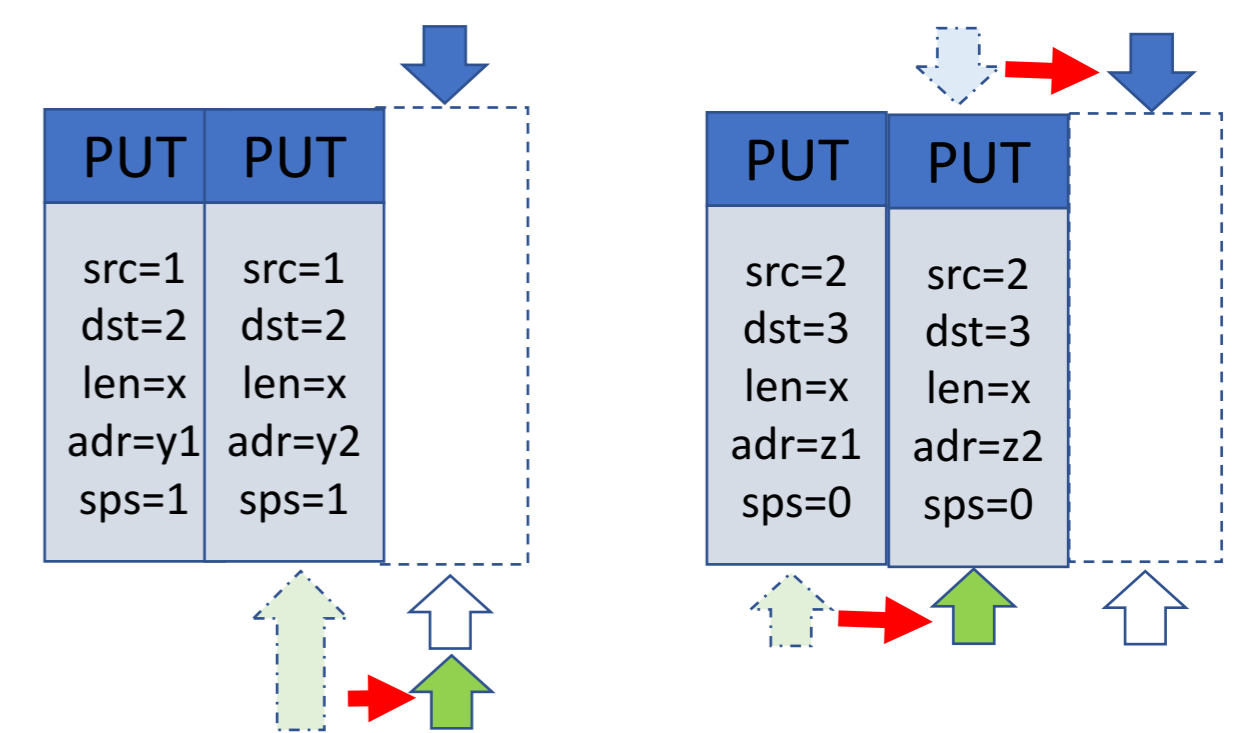 PUT
src=1
dst=2
len=x
adr=y1
sps=1
PUT
src=1
dst=2
len=x
adr=y2
sps=1
PUT
src=2
dst=3
len=x
adr=z1
sps=0
PUT
src=2
dst=3
len=x
adr=z2
sps=0